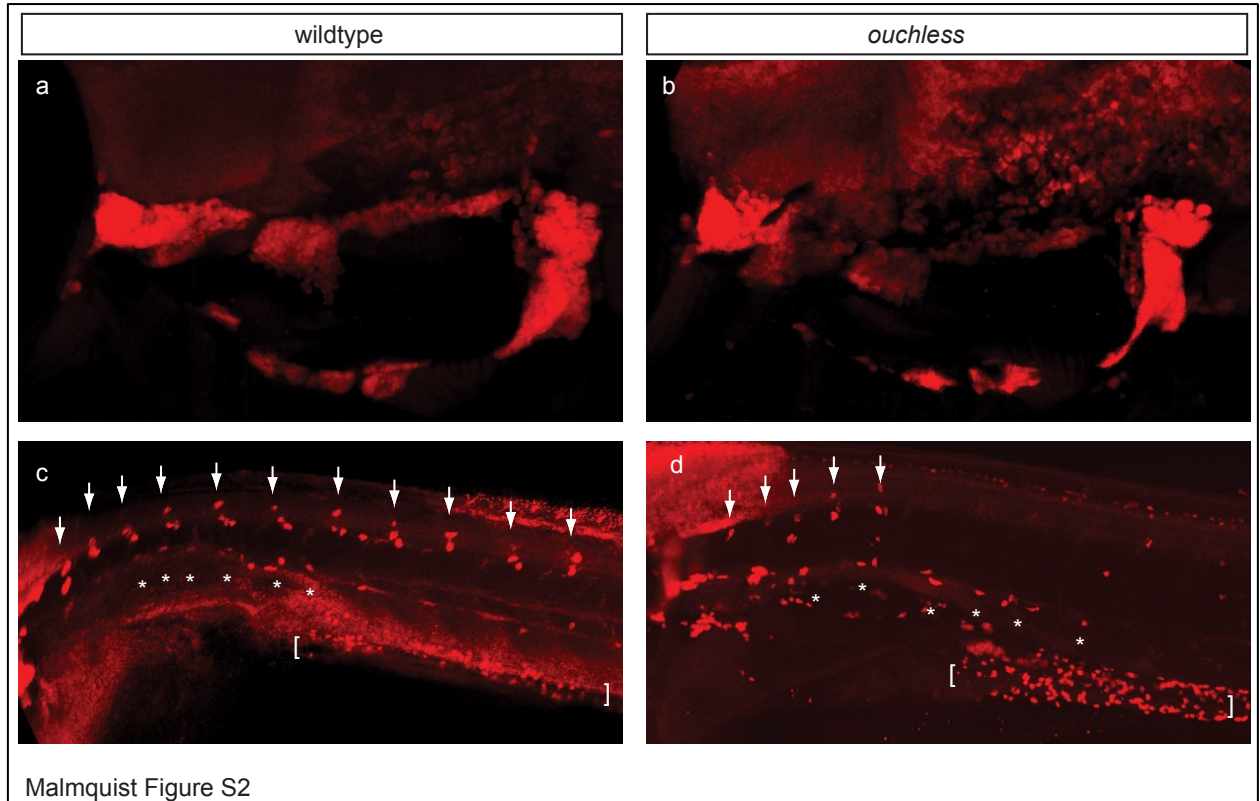 wildtype
ouchless
a
b
c
d
* * * * * *
* * * * * *
[ ]
[ ]
Malmquist Figure S2